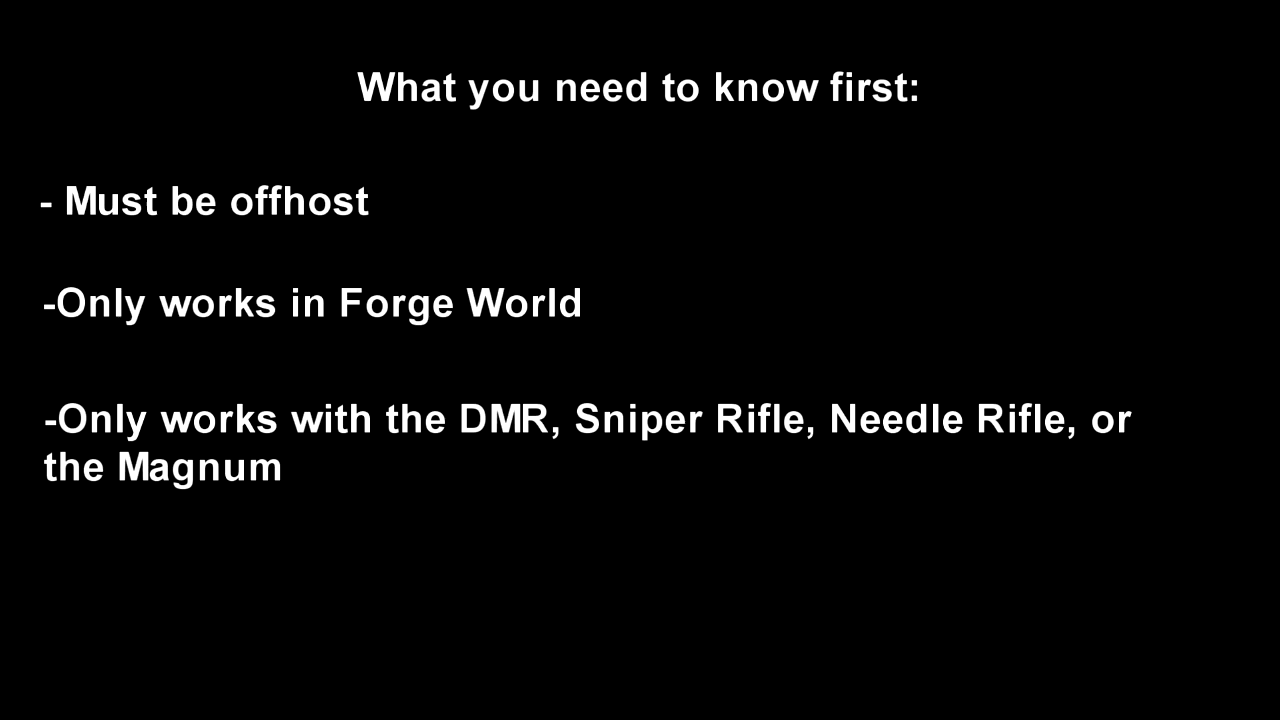 What you need to know first:
- Must be offhost
-Only works in Forge World
-Only works with the DMR, Sniper Rifle, Needle Rifle, or
the Magnum